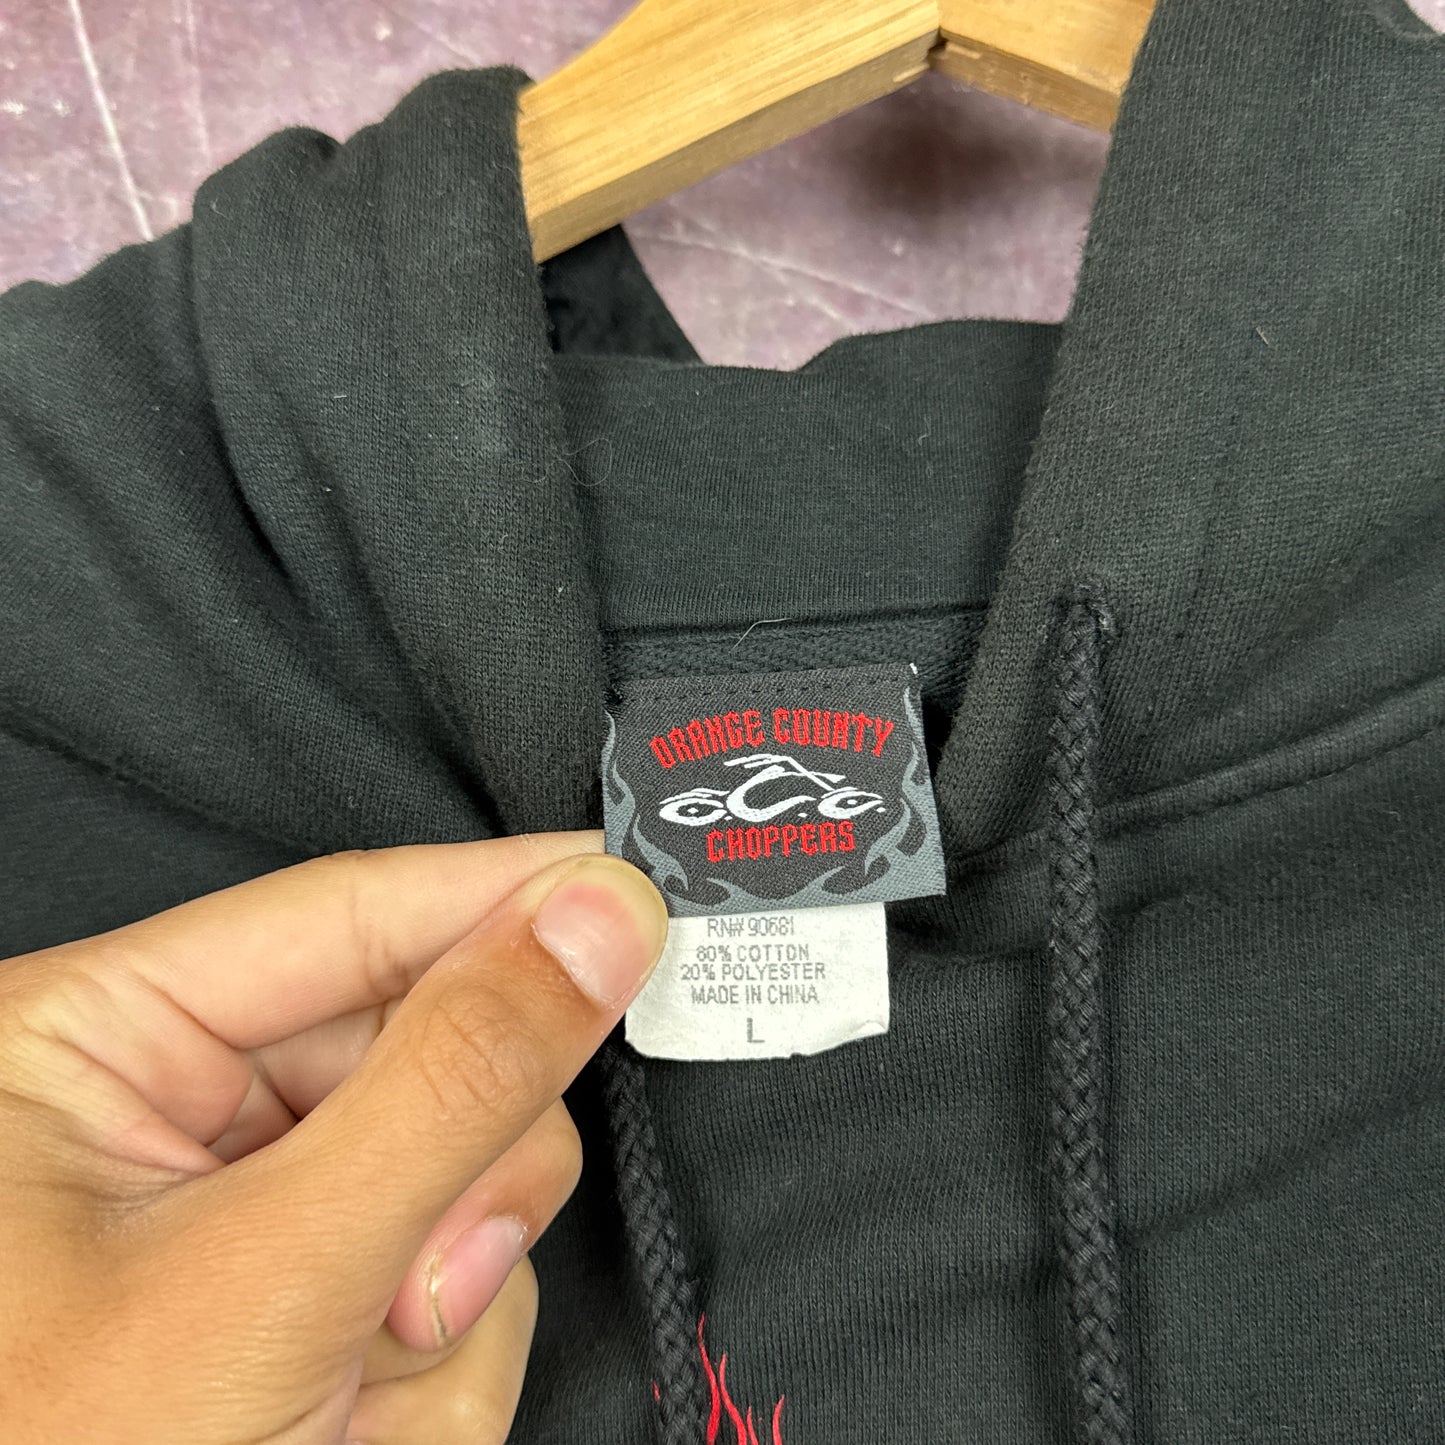 ORANGE COUNTY
O.C.C.
CHOPPERS
RN# 90681
80% COTTON
20% POLYESTER
MADE IN CHINA
L